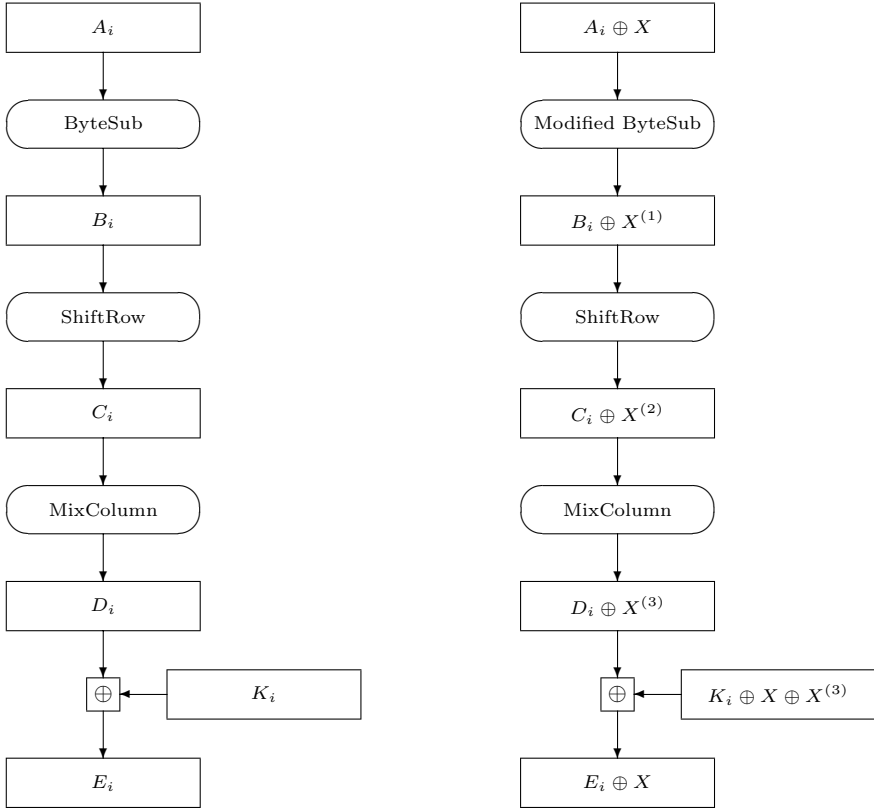 A_i
ByteSub
B_i
ShiftRow
C_i
MixColumn
D_i
⊕
K_i
E_i
A_i ⊕ X
Modified ByteSub
B_i ⊕ X^(1)
ShiftRow
C_i ⊕ X^(2)
MixColumn
D_i ⊕ X^(3)
⊕
K_i ⊕ X ⊕ X^(3)
E_i ⊕ X